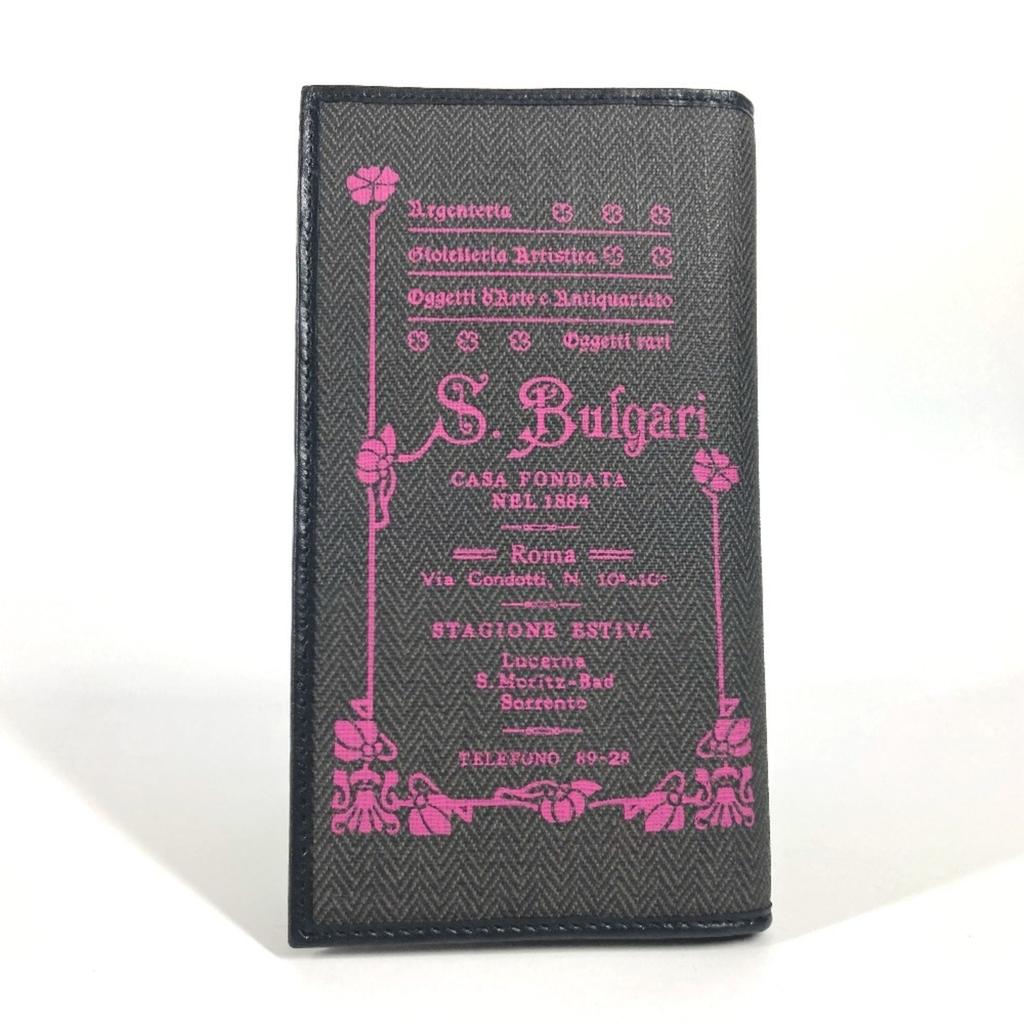 Argenteria
Gioielleria Artistica
Oggetti d'Arte e Antiquariato
Oggetti rari
S. Bulgari
CASA FONDATA
NEL 1884
Roma
Via Condotti, N. 10ᵃ-10ᶜ
STAGIONE ESTIVA
Lucerna
S. Moritz-Bad
Sorrento
TELEFONO 89-28